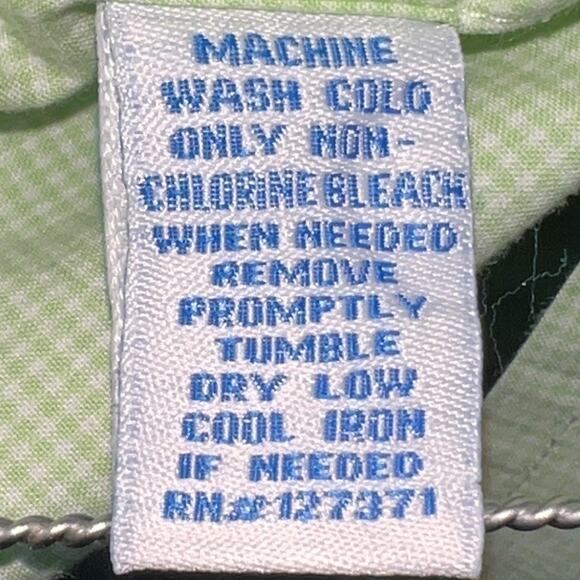 MACHINE
WASH COLD
ONLY NON-
CHLORINE BLEACH
WHEN NEEDED
REMOVE
PROMPTLY
TUMBLE
DRY LOW
COOL IRON
IF NEEDED
RN#127371